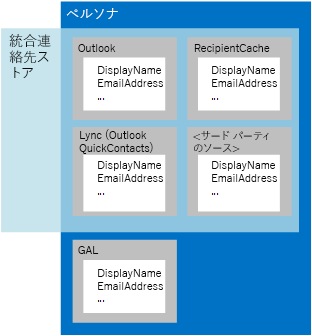 ペルソナ
統合連
絡先ス
トア
Outlook
DisplayName
EmailAddress
...
RecipientCache
DisplayName
EmailAddress
...
Lync (Outlook
QuickContacts)
DisplayName
EmailAddress
...
<サード パーティ
のソース>
DisplayName
EmailAddress
...
GAL
DisplayName
EmailAddress
...